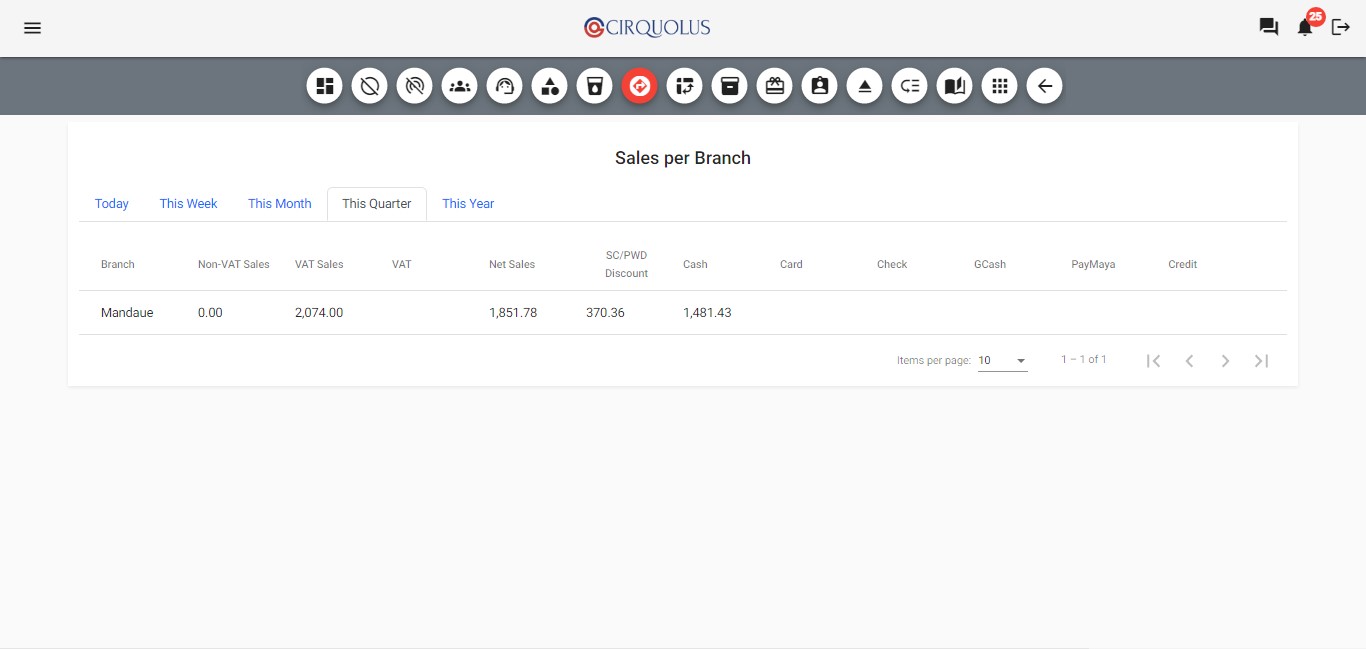 CIRQUOLUS
25
Sales per Branch
Today This Week This Month This Quarter This Year
Branch Non-VAT Sales VAT Sales VAT Net Sales SC/PWD Discount Cash Card Check GCash PayMaya Credit
Mandaue 0.00 2,074.00 1,851.78 370.36 1,481.43
Items per page: 10 1 – 1 of 1